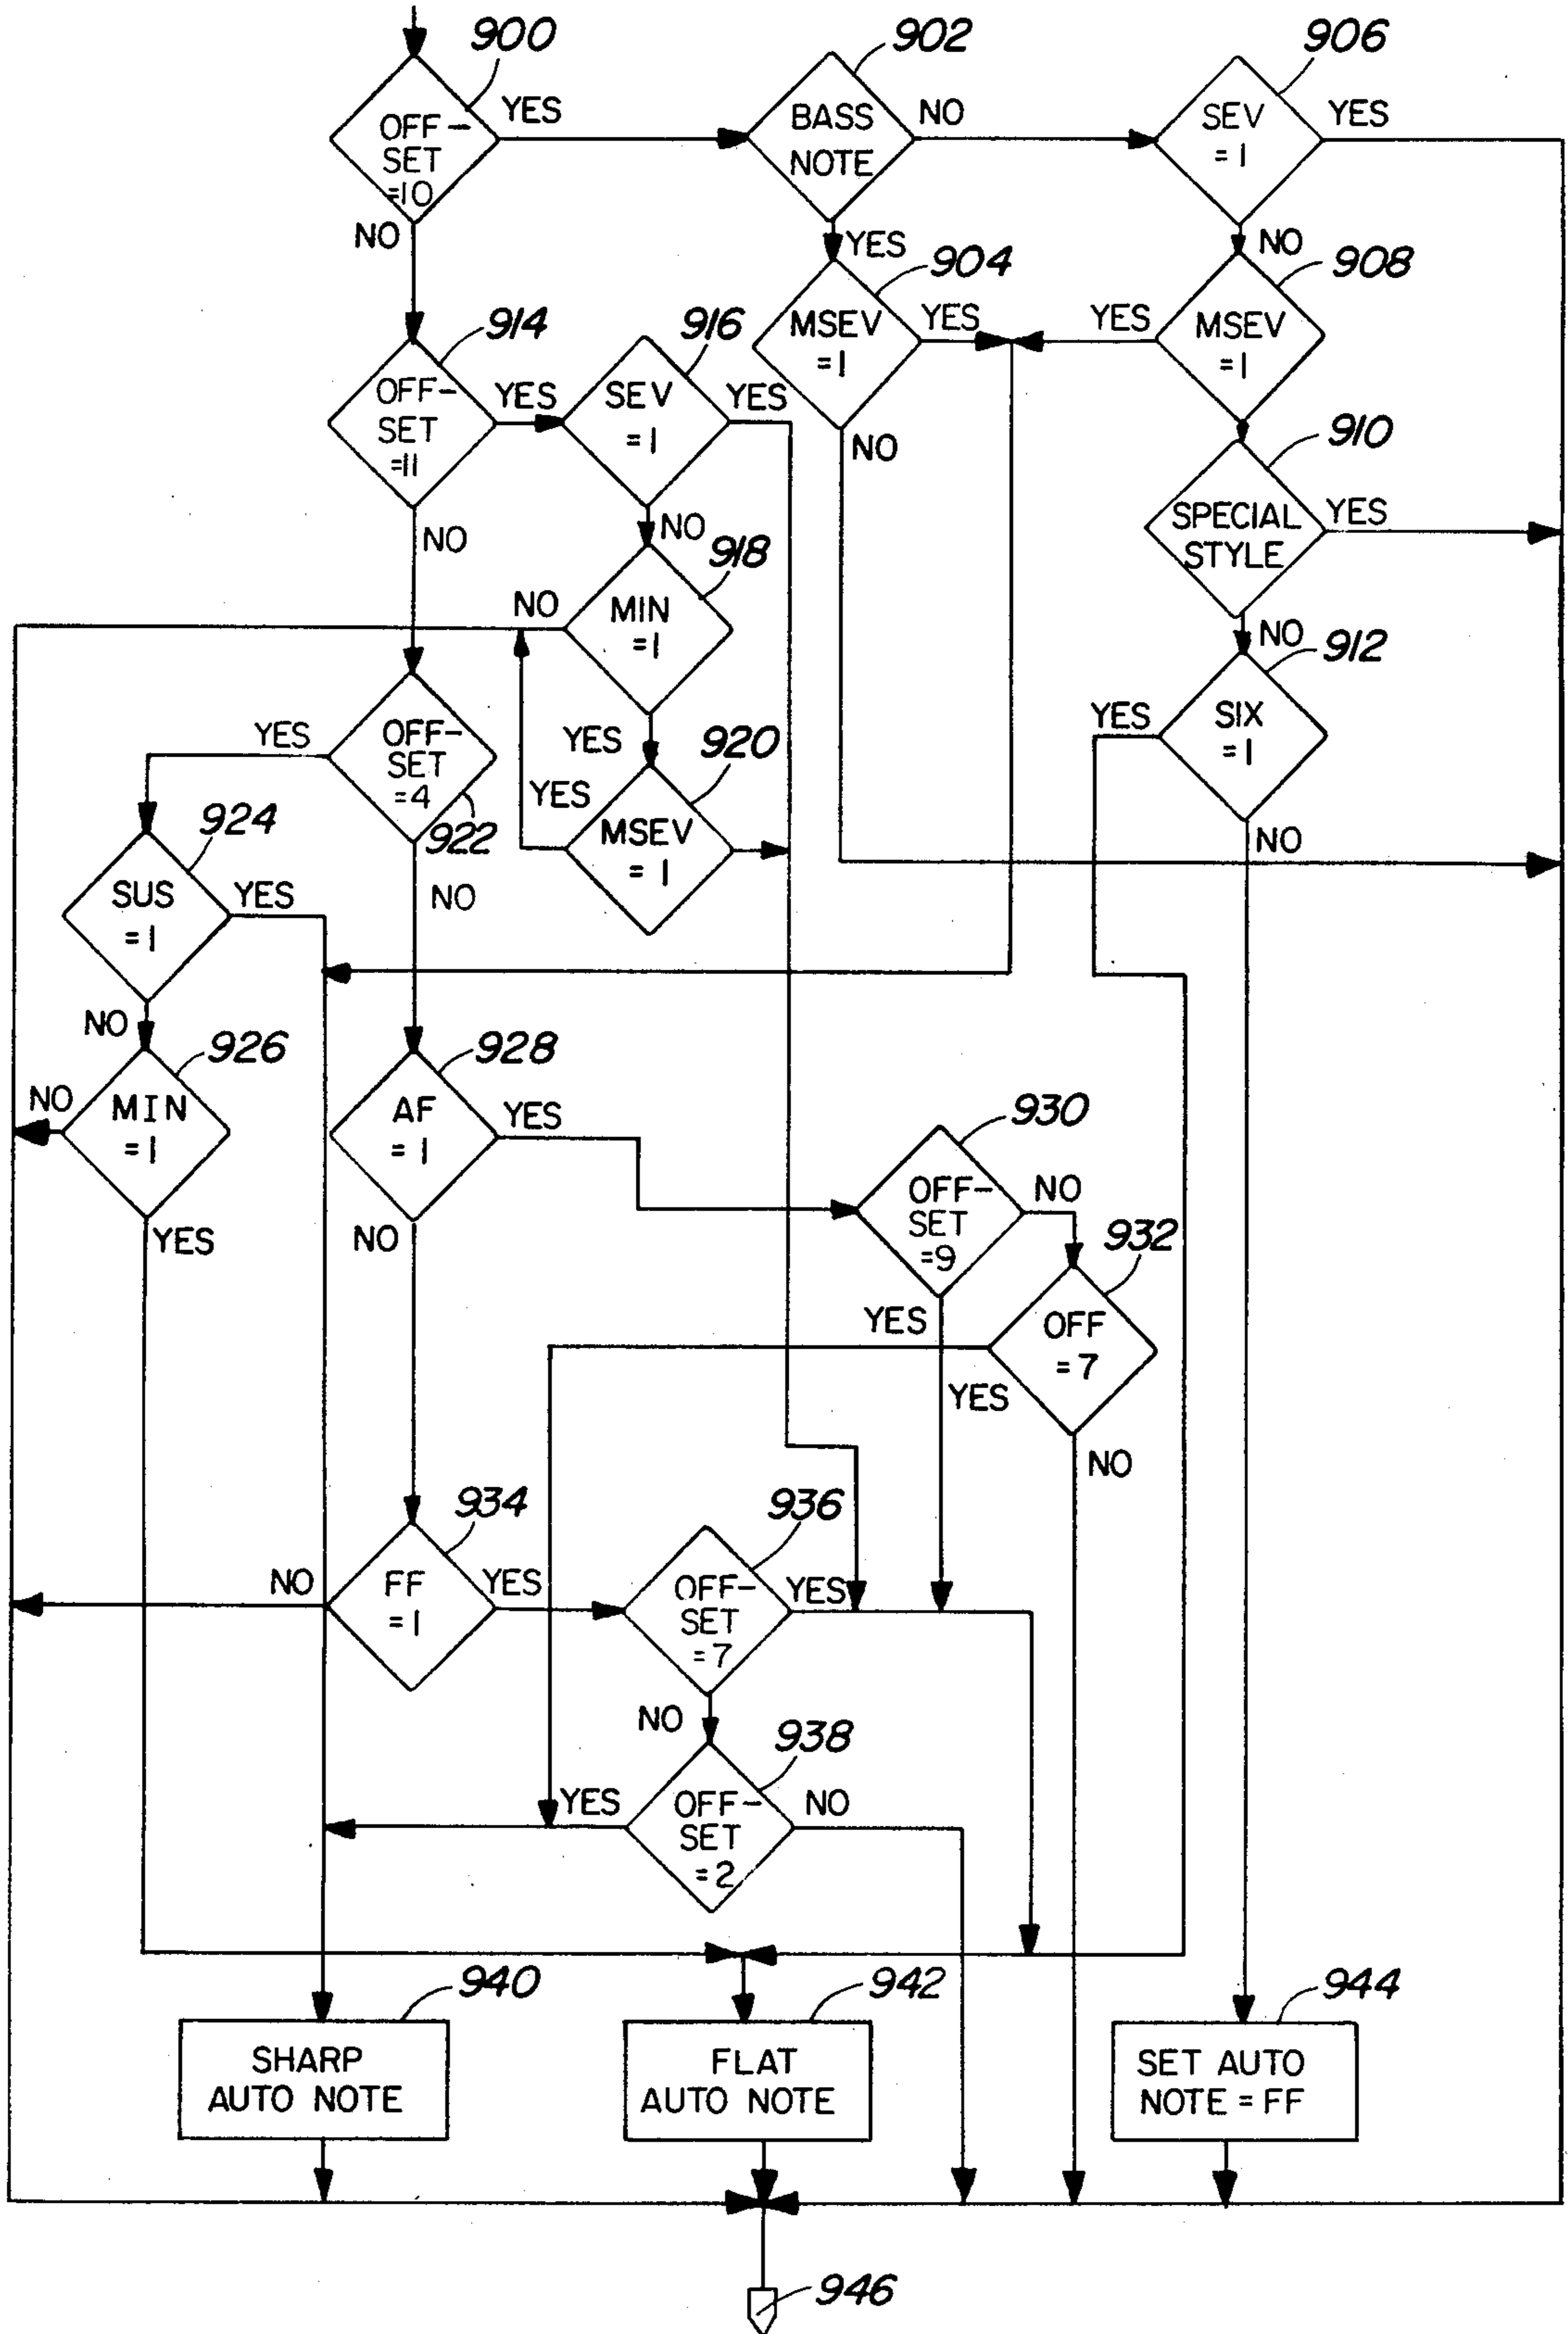 900
902
906
OFF-
SET
=10
YES
BASS
NOTE
NO
SEV
=1
YES
NO
YES
NO
904
908
914
916
MSEV
=1
YES
YES
MSEV
=1
OFF-
SET
=11
YES
SEV
=1
YES
NO
910
NO
NO
918
SPECIAL
STYLE
YES
NO
MIN
=1
NO
912
YES
OFF-
SET
=4
922
YES
920
YES
MSEV
=1
YES
SIX
=1
NO
924
SUS
=1
YES
NO
NO
926
928
NO
MIN
=1
YES
AF
=1
YES
NO
930
OFF-
SET
=9
NO
932
YES
OFF
=7
YES
NO
934
936
NO
FF
=1
YES
OFF-
SET
=7
YES
NO
938
YES
OFF-
SET
=2
NO
940
942
944
SHARP
AUTO NOTE
FLAT
AUTO NOTE
SET AUTO
NOTE = FF
946